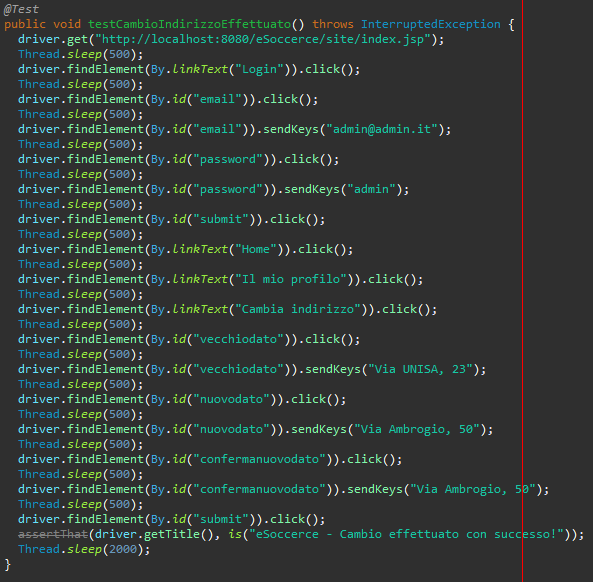 @Test
public void testCambioIndirizzoEffettuato() throws InterruptedException {
driver.get("http://localhost:8080/eSoccerce/site/index.jsp");
Thread.sleep(500);
driver.findElement(By.linkText("Login")).click();
Thread.sleep(500);
driver.findElement(By.id("email")).click();
Thread.sleep(500);
driver.findElement(By.id("email")).sendKeys("admin@admin.it");
Thread.sleep(500);
driver.findElement(By.id("password")).click();
Thread.sleep(500);
driver.findElement(By.id("password")).sendKeys("admin");
Thread.sleep(500);
driver.findElement(By.id("submit")).click();
Thread.sleep(500);
driver.findElement(By.linkText("Home")).click();
Thread.sleep(500);
driver.findElement(By.linkText("Il mio profilo")).click();
Thread.sleep(500);
driver.findElement(By.linkText("Cambia indirizzo")).click();
Thread.sleep(500);
driver.findElement(By.id("vecchiodato")).click();
Thread.sleep(500);
driver.findElement(By.id("vecchiodato")).sendKeys("Via UNISA, 23");
Thread.sleep(500);
driver.findElement(By.id("nuovodato")).click();
Thread.sleep(500);
driver.findElement(By.id("nuovodato")).sendKeys("Via Ambrogio, 50");
Thread.sleep(500);
driver.findElement(By.id("confermanuovodato")).click();
Thread.sleep(500);
driver.findElement(By.id("confermanuovodato")).sendKeys("Via Ambrogio, 50");
Thread.sleep(500);
driver.findElement(By.id("submit")).click();
assertThat(driver.getTitle(), is("eSoccerce - Cambio effettuato con successo!"));
Thread.sleep(2000);
}